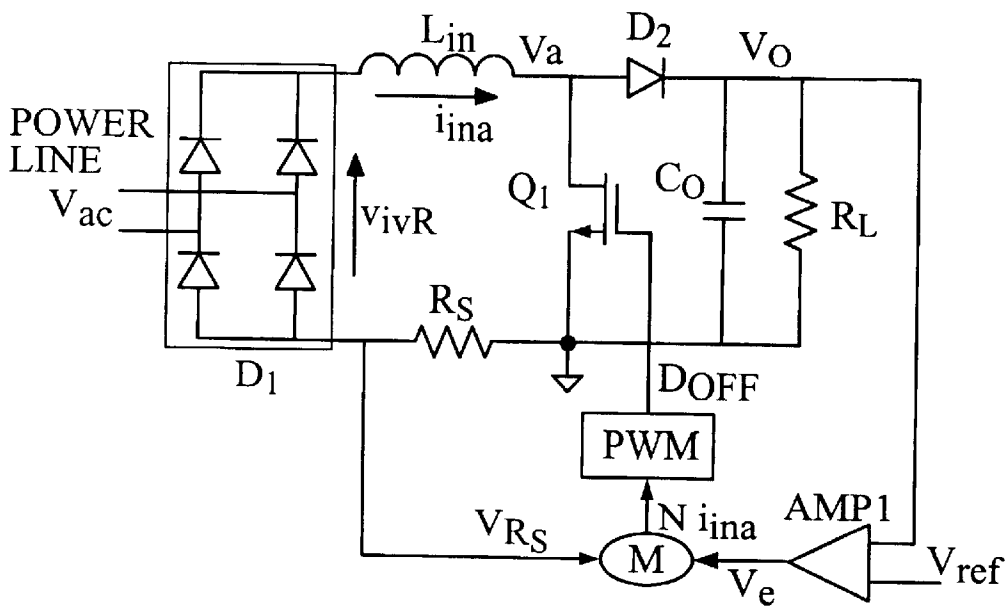 Lin
Va
D2
VO
iina
POWER
LINE
Vac
vivR
Q1
CO
RL
RS
D1
DOFF
PWM
N iina
AMP1
VRS
M
Ve
Vref